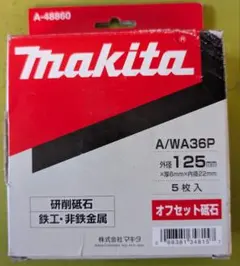 A-48860
makita
A/WA36P
外径125mm
×厚6mm×内径22mm
5枚入
研削砥石
鉄工・非鉄金属
オフセット砥石
株式会社マキタ